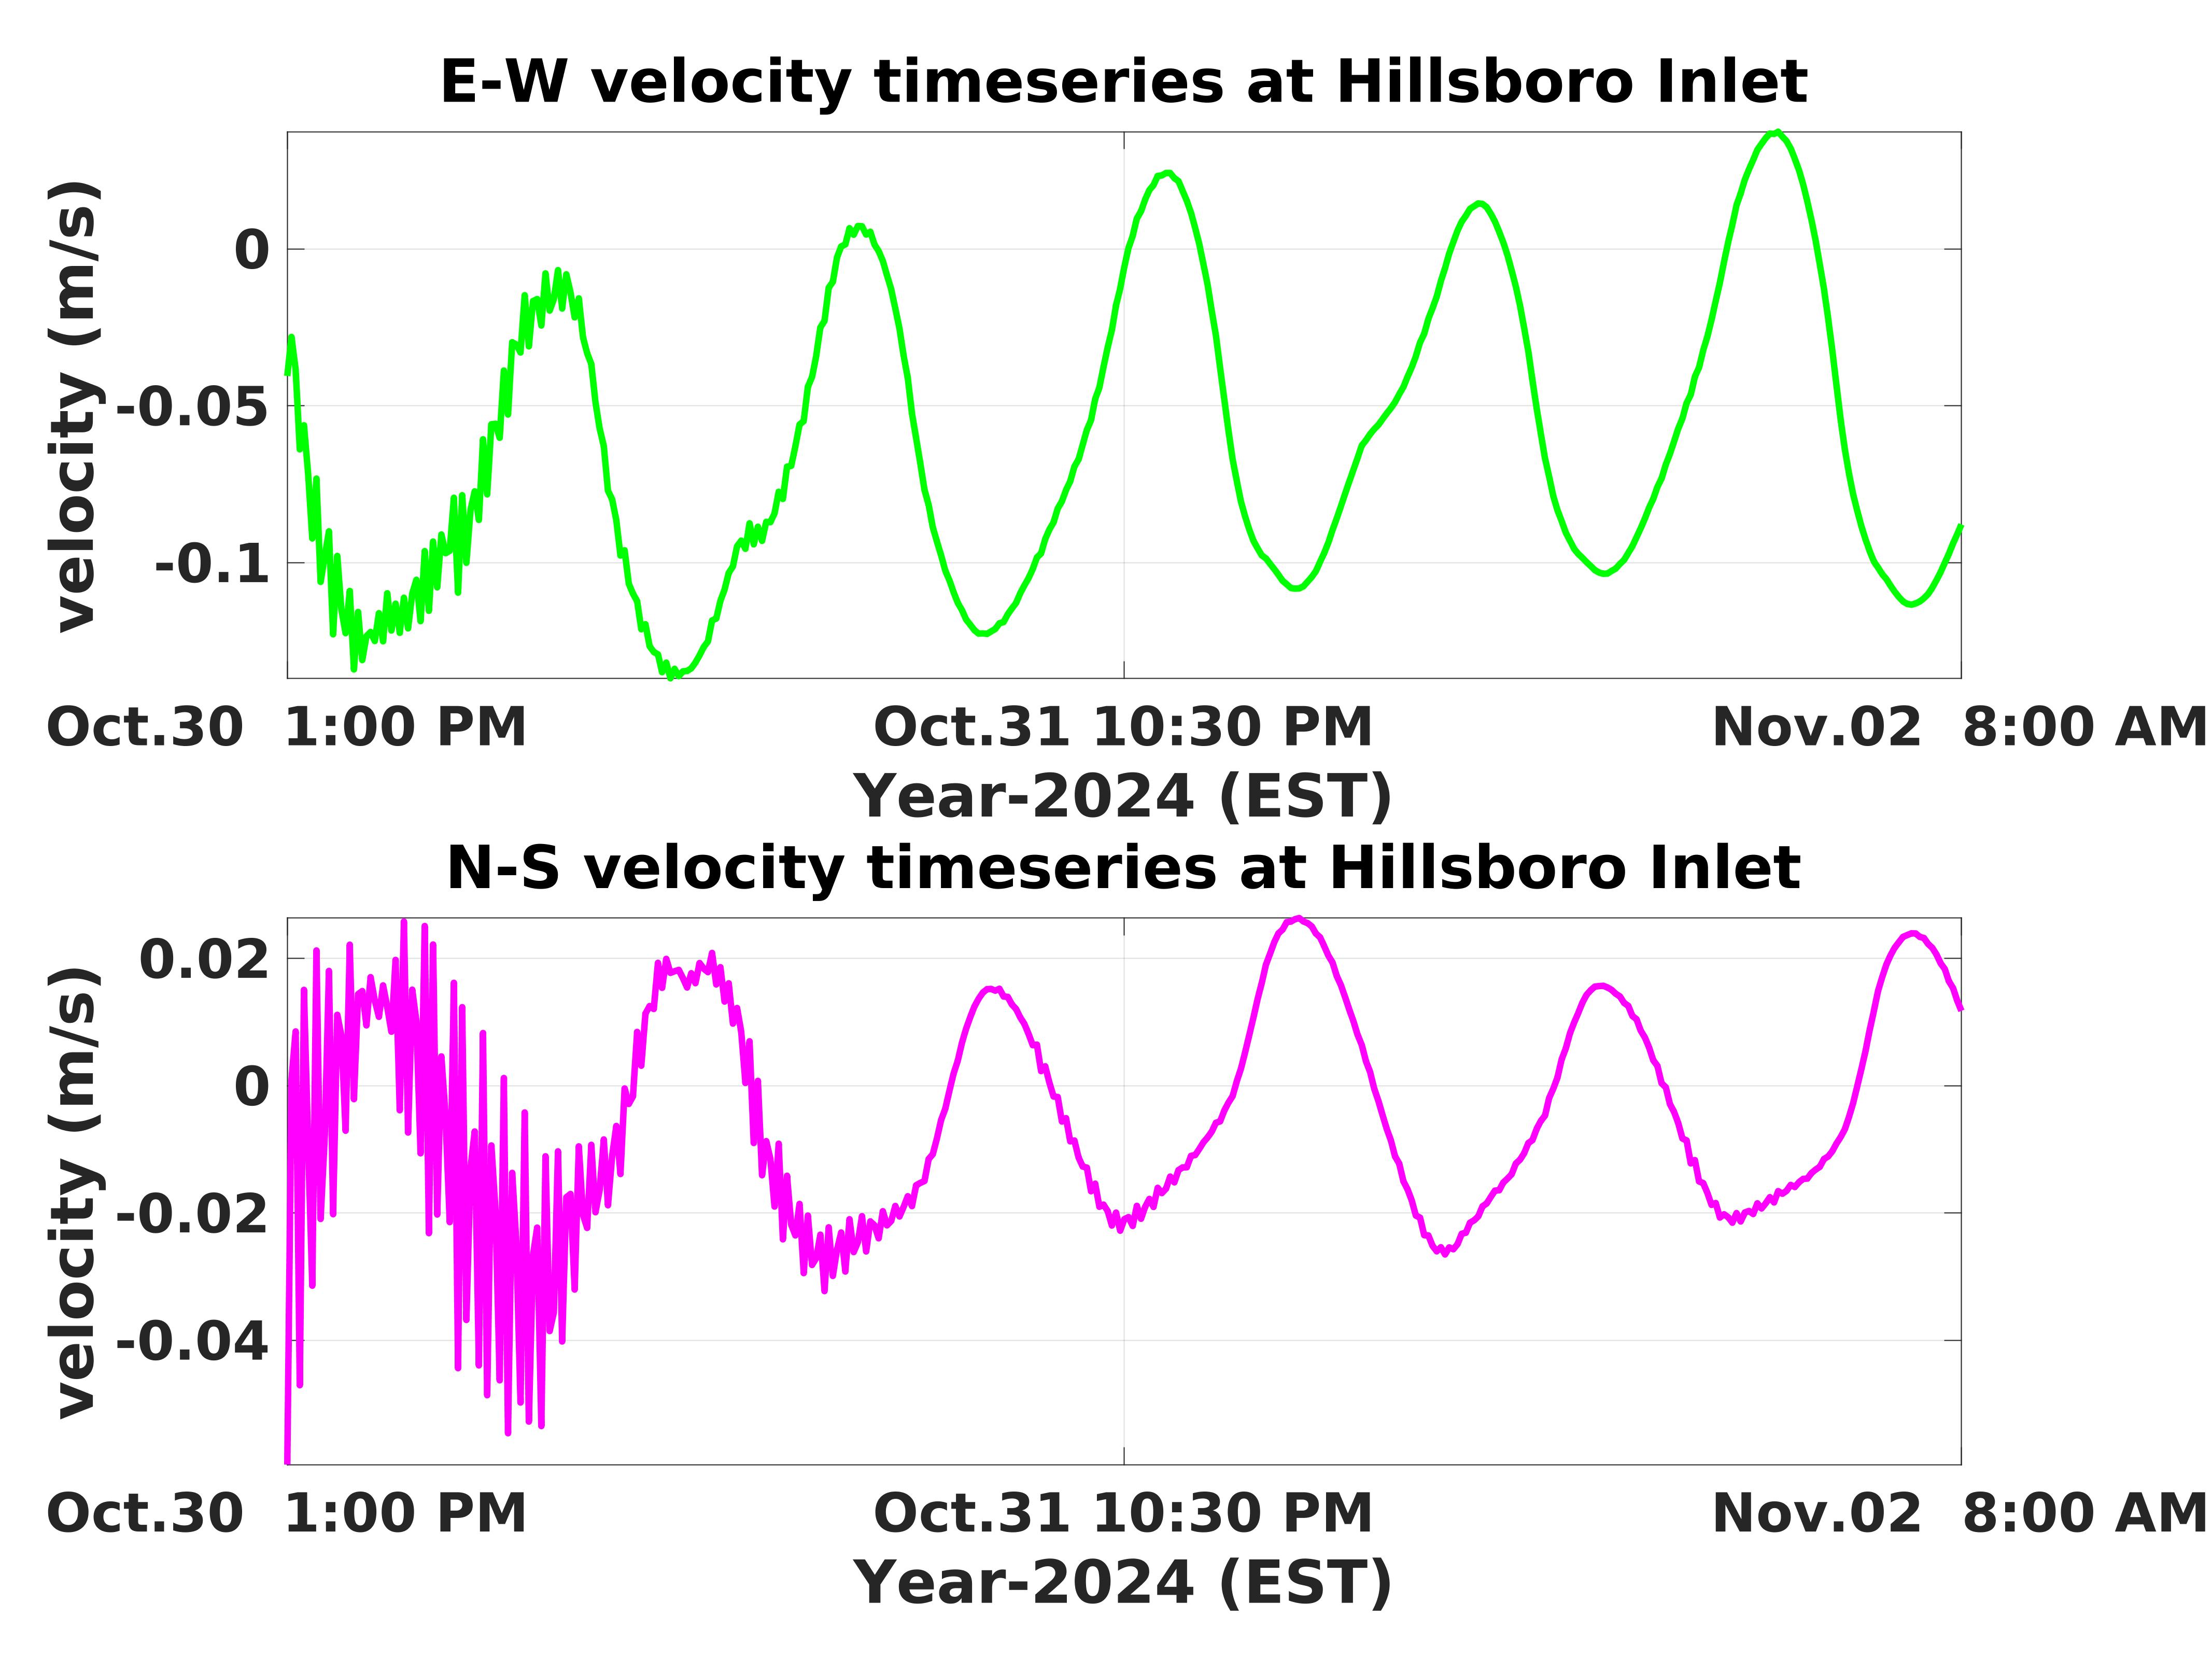 E-W velocity timeseries at Hillsboro Inlet
velocity (m/s)
0
-0.05
-0.1
Oct.30  1:00 PM
Oct.31 10:30 PM
Nov.02  8:00 AM
Year-2024 (EST)
N-S velocity timeseries at Hillsboro Inlet
velocity (m/s)
0.02
0
-0.02
-0.04
Oct.30  1:00 PM
Oct.31 10:30 PM
Nov.02  8:00 AM
Year-2024 (EST)